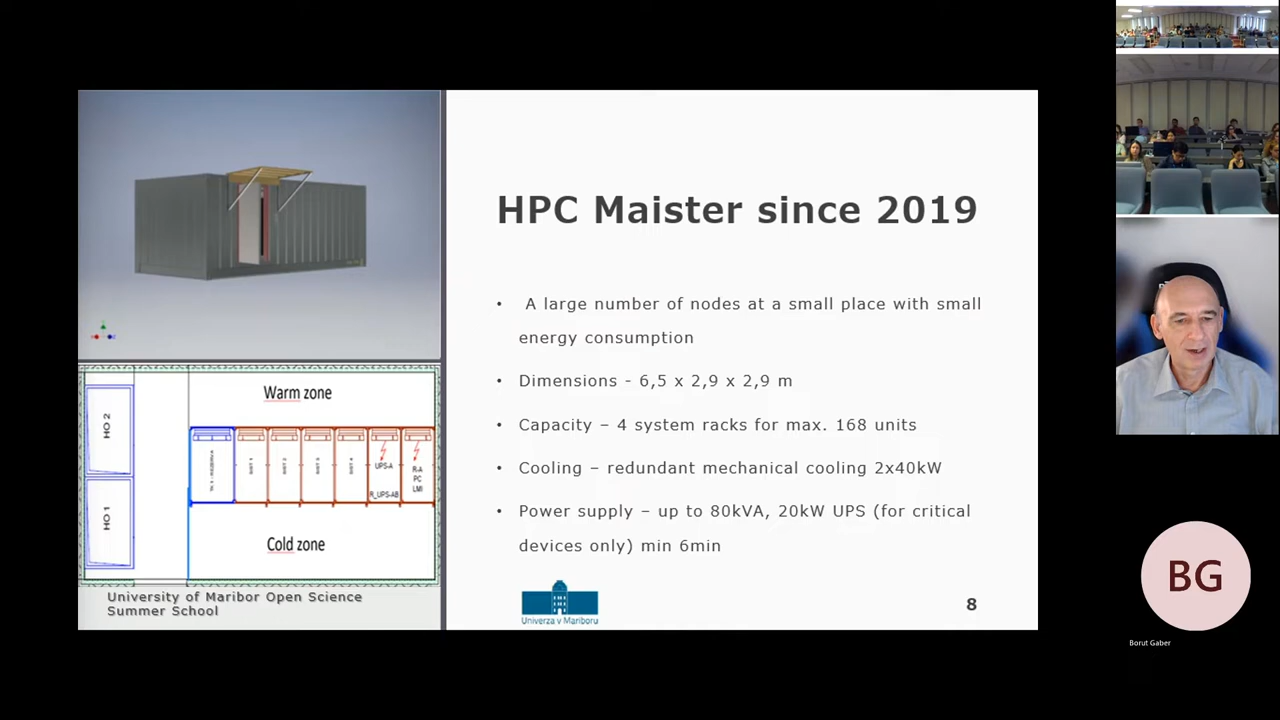 HPC Maister since 2019
• A large number of nodes at a small place with small
energy consumption
• Dimensions - 6,5 x 2,9 x 2,9 m
• Capacity – 4 system racks for max. 168 units
• Cooling – redundant mechanical cooling 2x40kW
• Power supply – up to 80kVA, 20kW UPS (for critical
devices only) min 6min
Univerza v Mariboru
8
Warm zone
HO 2
HO 1
UPS-A
R_UPS-AB
R-A
PC
LMI
Cold zone
University of Maribor Open Science
Summer School
BG
Borut Gaber